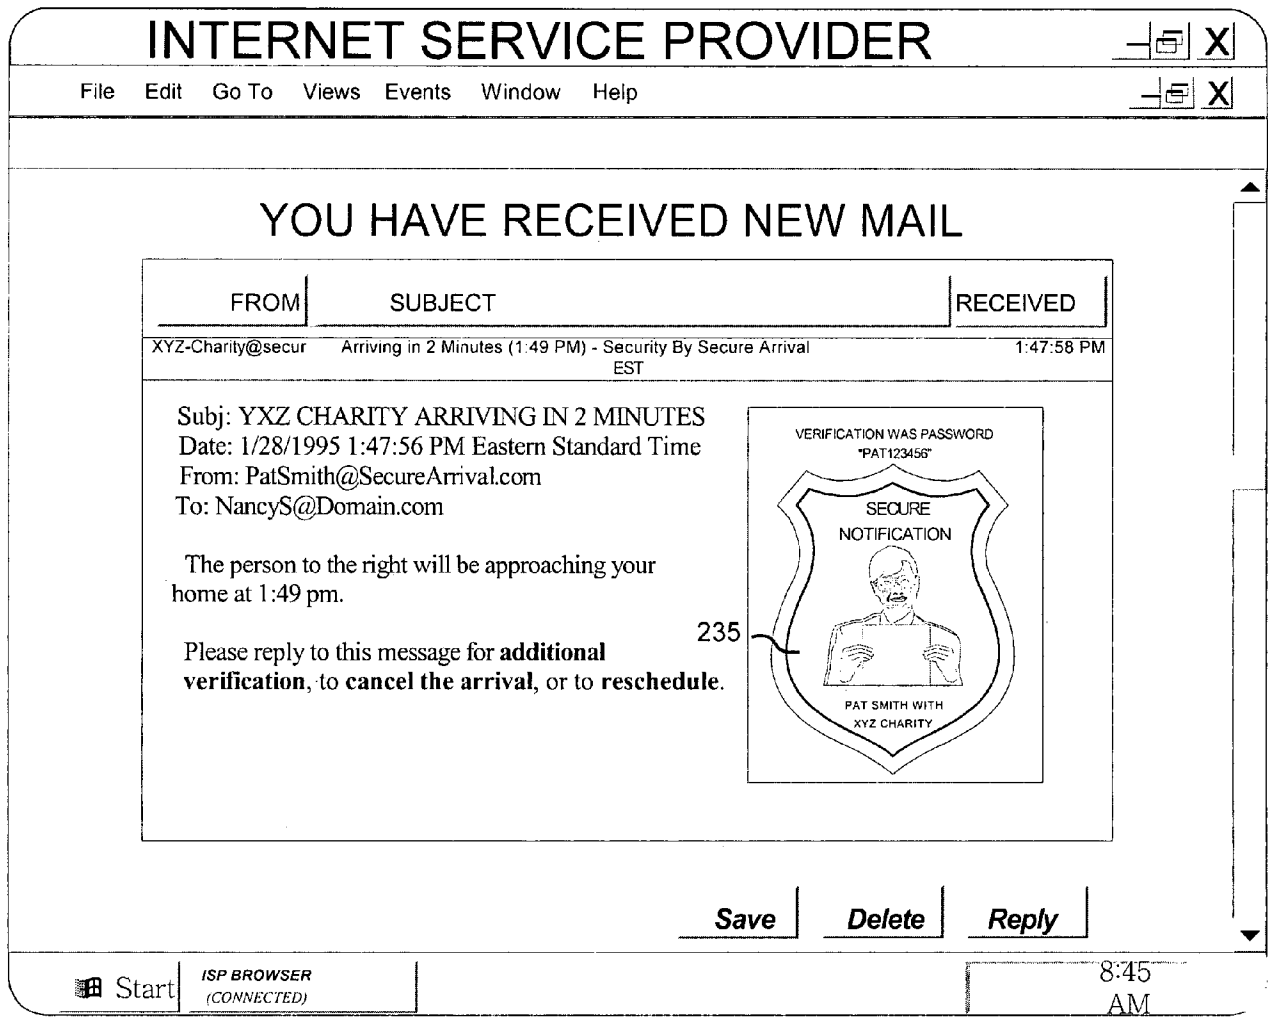 INTERNET SERVICE PROVIDER
File Edit Go To Views Events Window Help
YOU HAVE RECEIVED NEW MAIL
FROM SUBJECT RECEIVED
XYZ-Charity@secur Arriving in 2 Minutes (1:49 PM) - Security By Secure Arrival 1:47:58 PM
EST
Subj: YXZ CHARITY ARRIVING IN 2 MINUTES
Date: 1/28/1995 1:47:56 PM Eastern Standard Time
From: PatSmith@SecureArrival.com
To: NancyS@Domain.com
The person to the right will be approaching your
home at 1:49 pm.
Please reply to this message for additional
verification, to cancel the arrival, or to reschedule.
VERIFICATION WAS PASSWORD
"PAT123456"
SECURE
NOTIFICATION
235
PAT SMITH WITH
XYZ CHARITY
Save Delete Reply
Start
ISP BROWSER
(CONNECTED)
8:45
AM